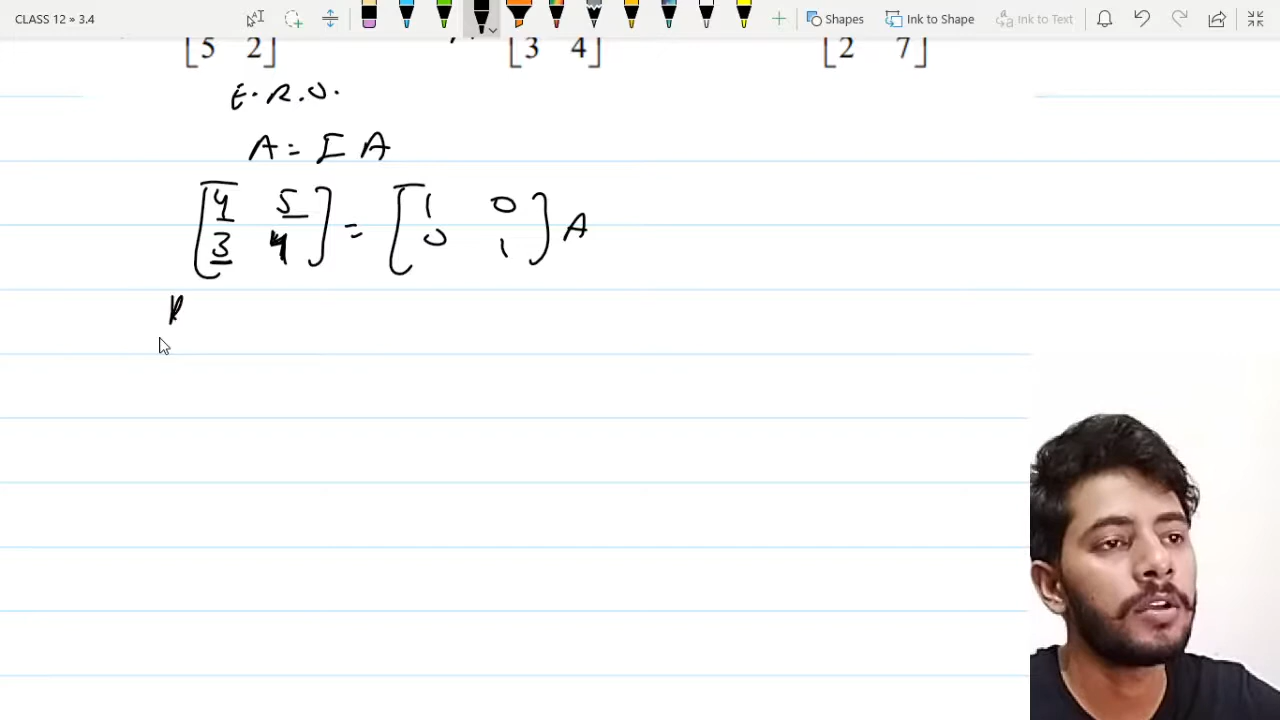 CLASS 12 » 3.4 Shapes Ink to Shape Ink to Text
[5 2] , [3 4] [2 7]
E.R.O.
A = I A
[4 5] = [1 0] A
[3 4] [0 1]
R